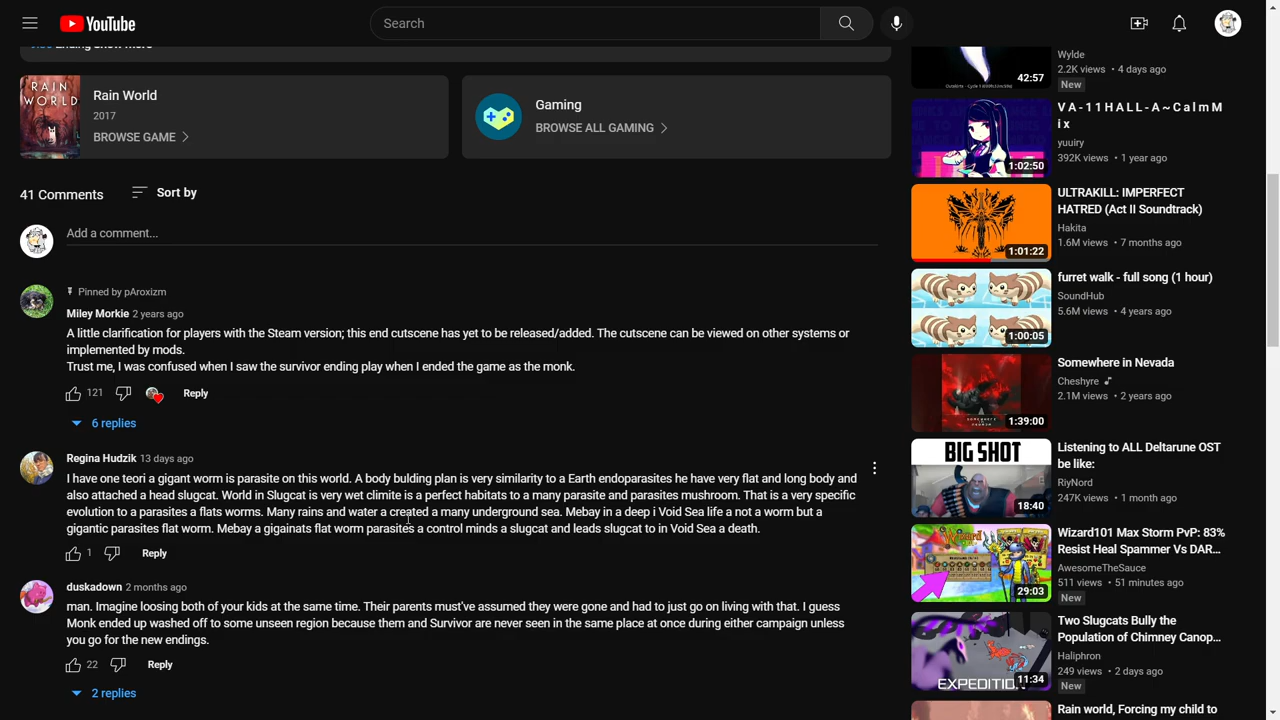 YouTube
Search
RAIN WORLD
Rain World
2017
BROWSE GAME
Gaming
BROWSE ALL GAMING
41 Comments
Sort by
Add a comment...
Pinned by pAroxizm
Miley Morkie 2 years ago
A little clarification for players with the Steam version; this end cutscene has yet to be released/added. The cutscene can be viewed on other systems or
implemented by mods.
Trust me, I was confused when I saw the survivor ending play when I ended the game as the monk.
121
Reply
6 replies
Regina Hudzik 13 days ago
I have one teori a gigant worm is parasite on this world. A body bulding plan is very similarity to a Earth endoparasites he have very flat and long body and
also attached a head slugcat. World in Slugcat is very wet climite is a perfect habitats to a many parasite and parasites mushroom. That is a very specific
evolution to a parasites a flats worms. Many rains and water a created a many underground sea. Mebay in a deep i Void Sea life a not a worm but a
gigantic parasites flat worm. Mebay a gigainats flat worm parasites a control minds a slugcat and leads slugcat to in Void Sea a death.
1
Reply
duskadown 2 months ago
man. Imagine loosing both of your kids at the same time. Their parents must've assumed they were gone and had to just go on living with that. I guess
Monk ended up washed off to some unseen region because them and Survivor are never seen in the same place at once during either campaign unless
you go for the new endings.
22
Reply
2 replies
42:57
Wylde
2.2K views • 4 days ago
New
1:02:50
V A - 1 1 H A L L - A ~ C a l m M
i x
yuuiry
392K views • 1 year ago
1:01:22
ULTRAKILL: IMPERFECT
HATRED (Act II Soundtrack)
Hakita
1.6M views • 7 months ago
1:00:05
furret walk - full song (1 hour)
SoundHub
5.6M views • 4 years ago
1:39:00
Somewhere in Nevada
Cheshyre
2.1M views • 2 years ago
BIG SHOT
18:40
Listening to ALL Deltarune OST
be like:
RiyNord
247K views • 1 month ago
29:03
Wizard101 Max Storm PvP: 83%
Resist Heal Spammer Vs DAR...
AwesomeTheSauce
511 views • 51 minutes ago
New
EXPEDITION
11:34
Two Slugcats Bully the
Population of Chimney Canop...
Haliphron
249 views • 2 days ago
New
Rain world, Forcing my child to